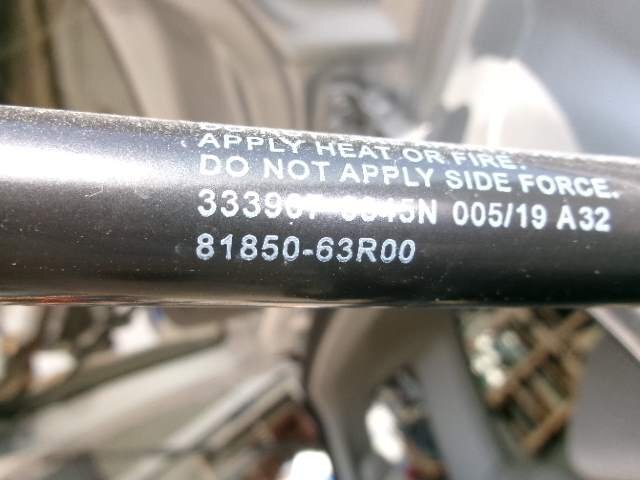 APPLY HEAT OR FIRE.
DO NOT APPLY SIDE FORCE.
005/19 A32
81850-63R00